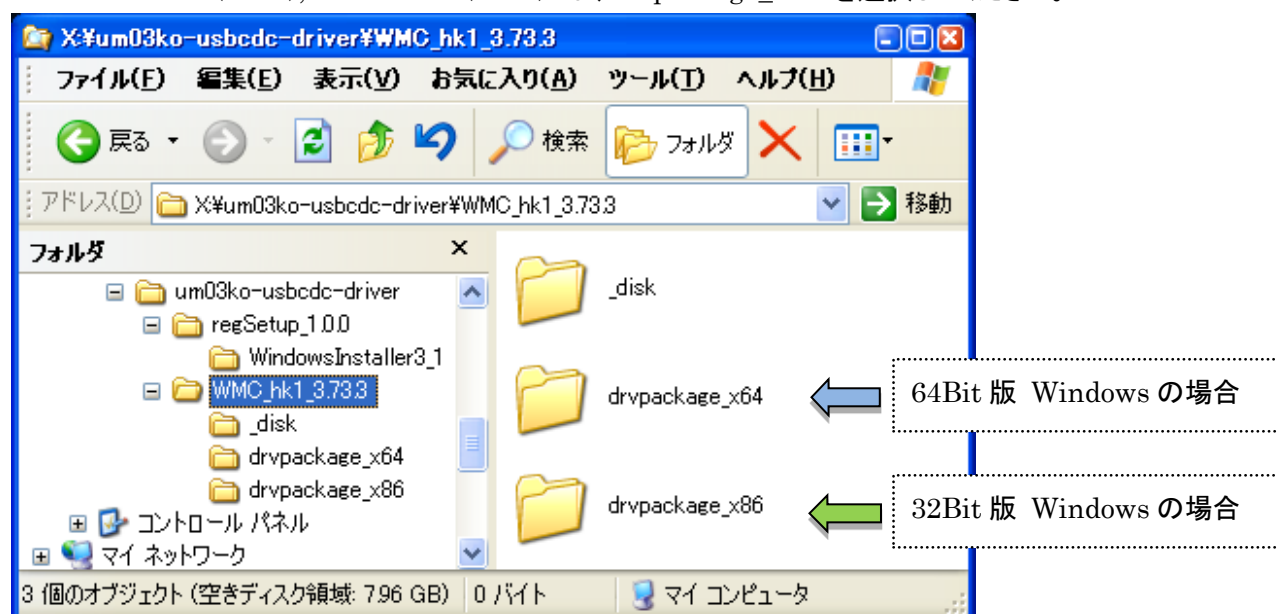 X:¥um03ko-usbcdc-driver¥WMC_hk1_3.73.3
ファイル(F) 編集(E) 表示(V) お気に入り(A) ツール(T) ヘルプ(H)
戻る 検索 フォルダ
アドレス(D) X:¥um03ko-usbcdc-driver¥WMC_hk1_3.73.3 移動
フォルダ
um03ko-usbcdc-driver
regSetup_1.0.0
WindowsInstaller3_1
WMC_hk1_3.73.3
_disk
drvpackage_x64
drvpackage_x86
コントロール パネル
マイ ネットワーク
_disk
drvpackage_x64
64Bit 版 Windows の場合
drvpackage_x86
32Bit 版 Windows の場合
3 個のオブジェクト (空きディスク領域: 7.96 GB) 0 バイト マイ コンピュータ